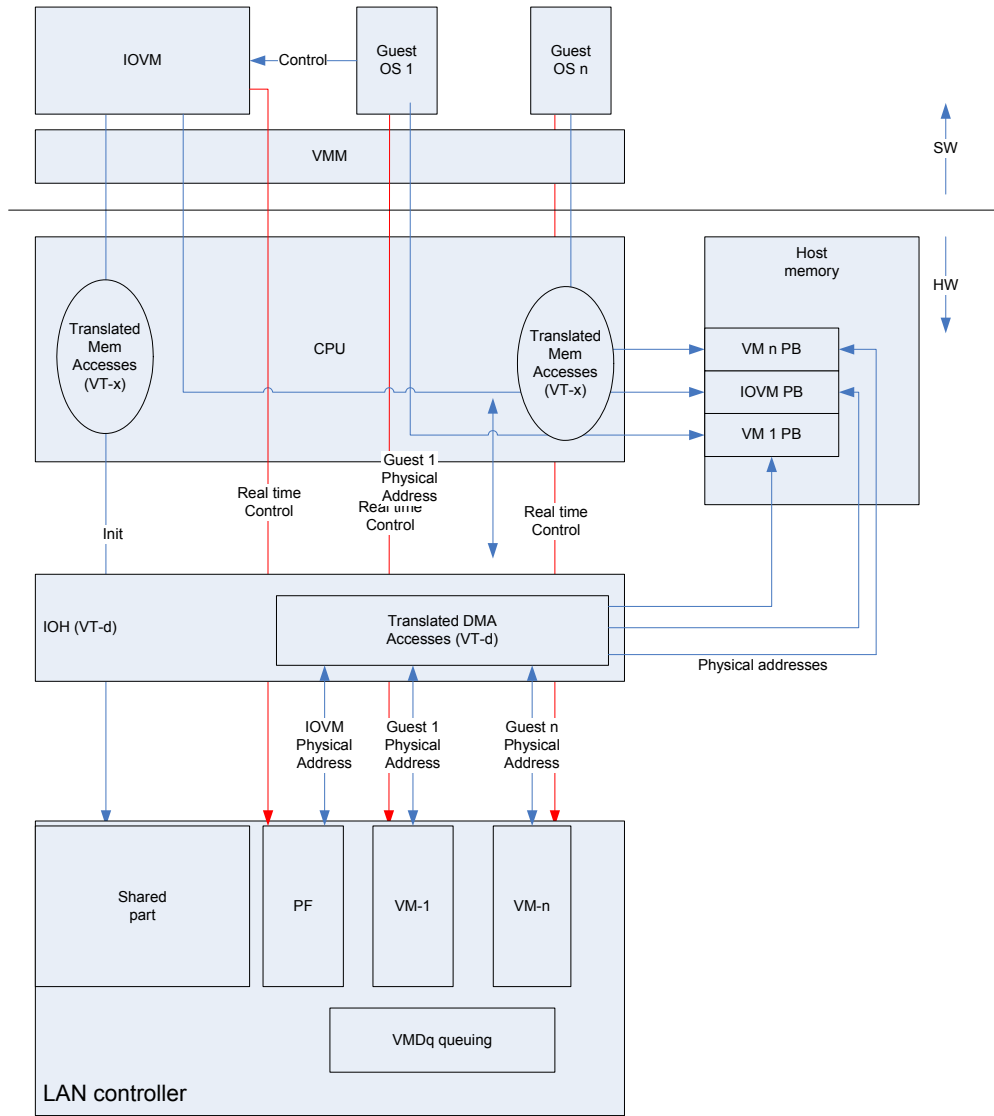 IOVM
Control
Guest
OS 1
Guest
OS n
VMM
SW
HW
Host
memory
Translated
Mem
Accesses
(VT-x)
CPU
Translated
Mem
Accesses
(VT-x)
VM n PB
IOVM PB
VM 1 PB
Guest 1
Physical
Address
Real time
Control
Real time
Control
Real time
Control
Init
IOH (VT-d)
Translated DMA
Accesses (VT-d)
Physical addresses
IOVM
Physical
Address
Guest 1
Physical
Address
Guest n
Physical
Address
Shared
part
PF
VM-1
VM-n
VMDq queuing
LAN controller